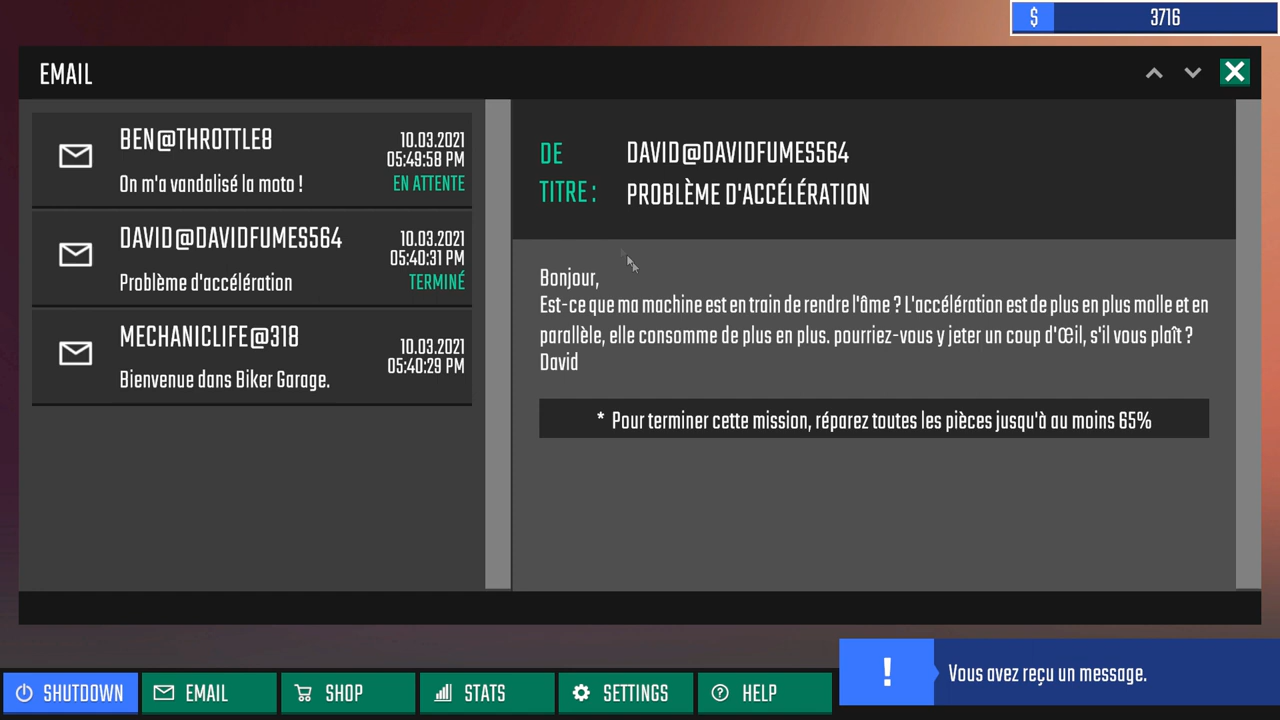 $ 3716
EMAIL
BEN@THROTTLE8
10.03.2021
05:49:58 PM
On m'a vandalisé la moto !
EN ATTENTE
DAVID@DAVIDFUMES564
10.03.2021
05:40:31 PM
Problème d'accélération
TERMINÉ
MECHANICLIFE@318
10.03.2021
05:40:29 PM
Bienvenue dans Biker Garage.
DE DAVID@DAVIDFUMES564
TITRE : PROBLÈME D'ACCÉLÉRATION
Bonjour,
Est-ce que ma machine est en train de rendre l'âme ? L'accélération est de plus en plus molle et en
parallèle, elle consomme de plus en plus. pourriez-vous y jeter un coup d'Œil, s'il vous plaît ?
David
* Pour terminer cette mission, réparez toutes les pièces jusqu'à au moins 65%
! Vous avez reçu un message.
SHUTDOWN EMAIL SHOP STATS SETTINGS HELP